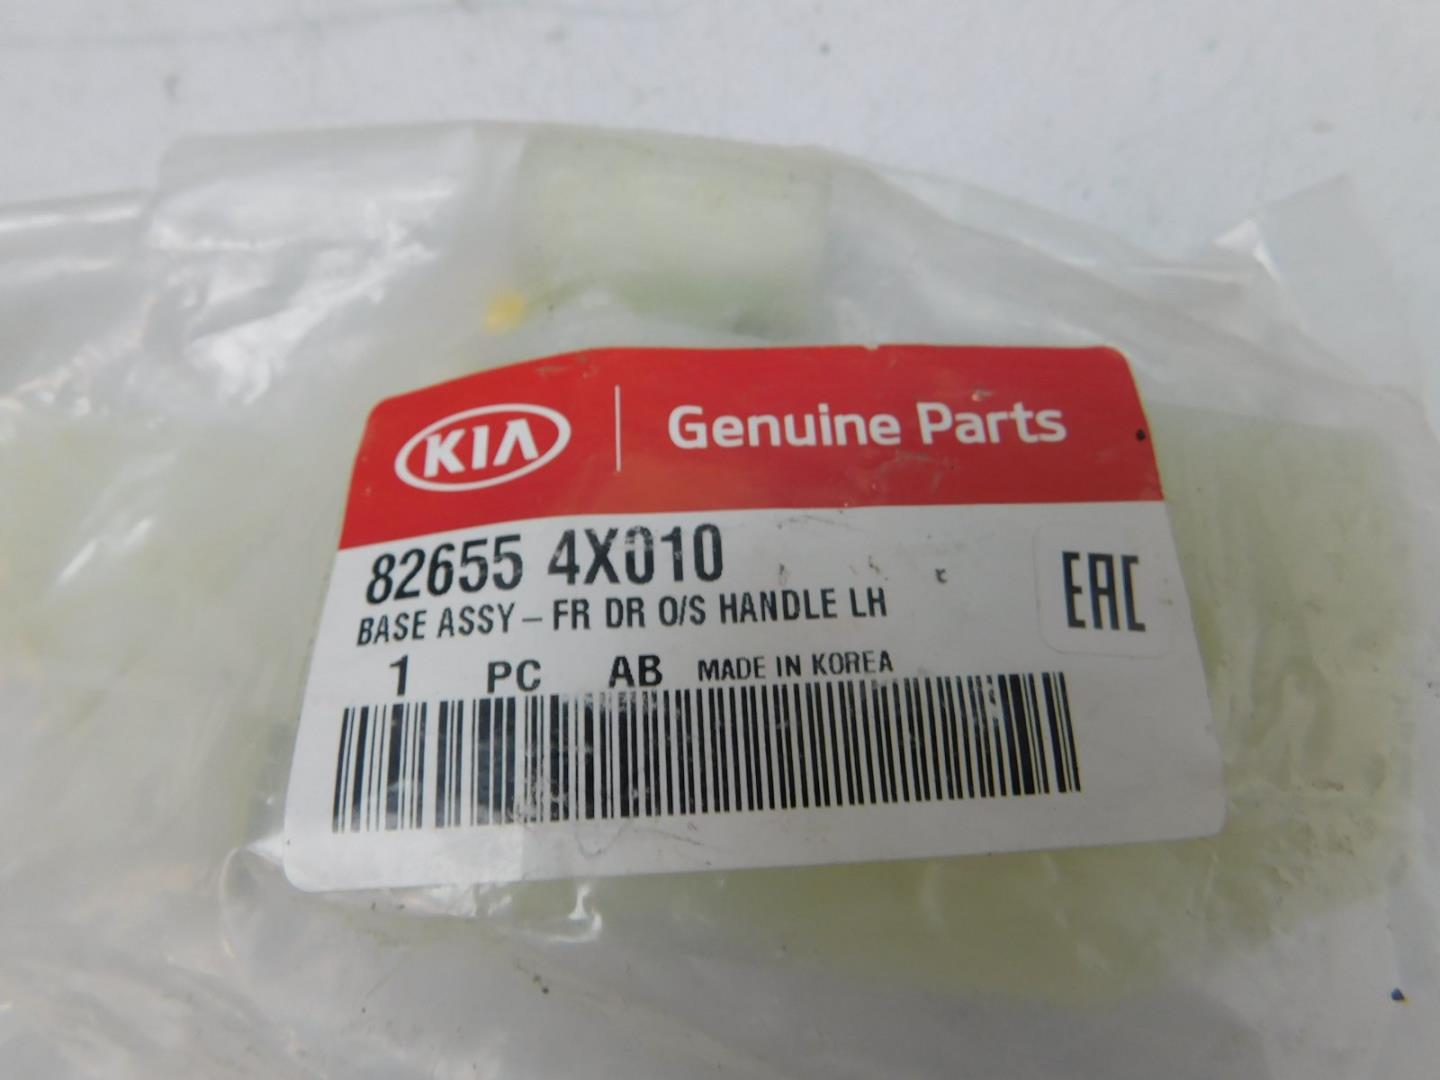 KIA Genuine Parts
82655 4X010
BASE ASSY-FR DR O/S HANDLE LH
EAC
1 PC AB MADE IN KOREA